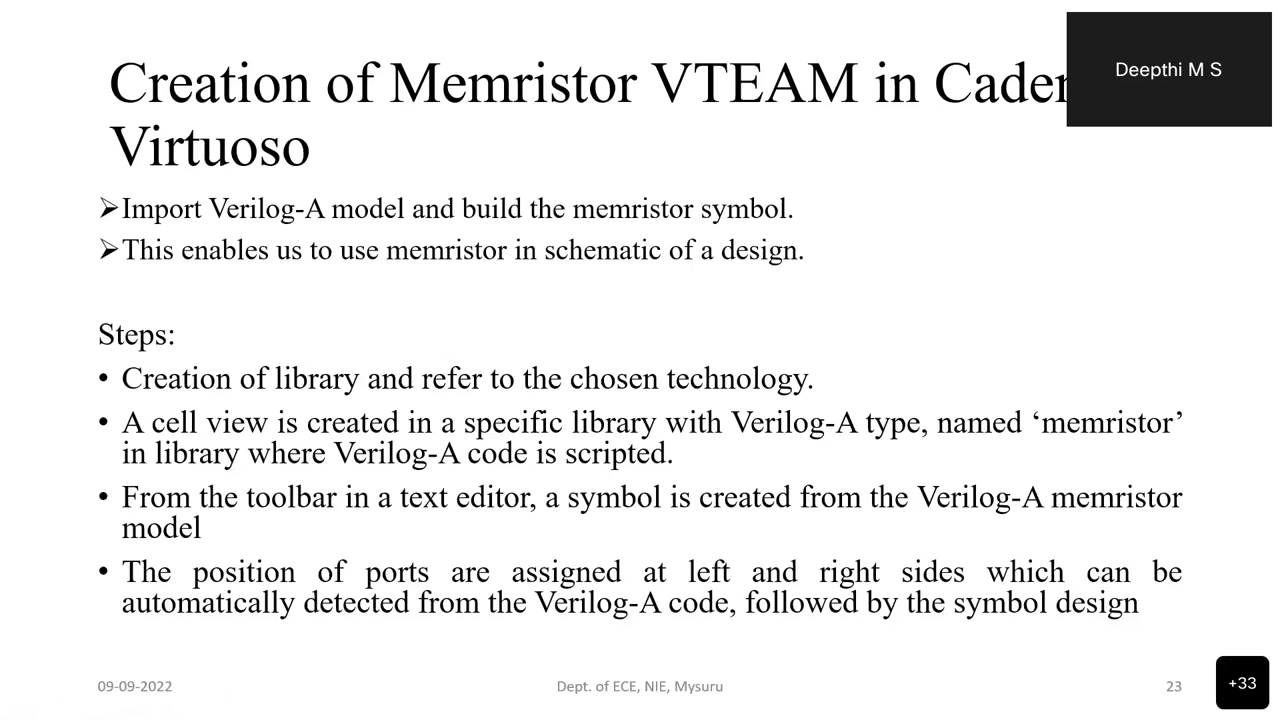 Creation of Memristor VTEAM in Caden
Virtuoso
Deepthi M S
➢Import Verilog-A model and build the memristor symbol.
➢This enables us to use memristor in schematic of a design.
Steps:
• Creation of library and refer to the chosen technology.
• A cell view is created in a specific library with Verilog-A type, named ‘memristor’
in library where Verilog-A code is scripted.
• From the toolbar in a text editor, a symbol is created from the Verilog-A memristor
model
• The position of ports are assigned at left and right sides which can be
automatically detected from the Verilog-A code, followed by the symbol design
09-09-2022
Dept. of ECE, NIE, Mysuru
23
+33